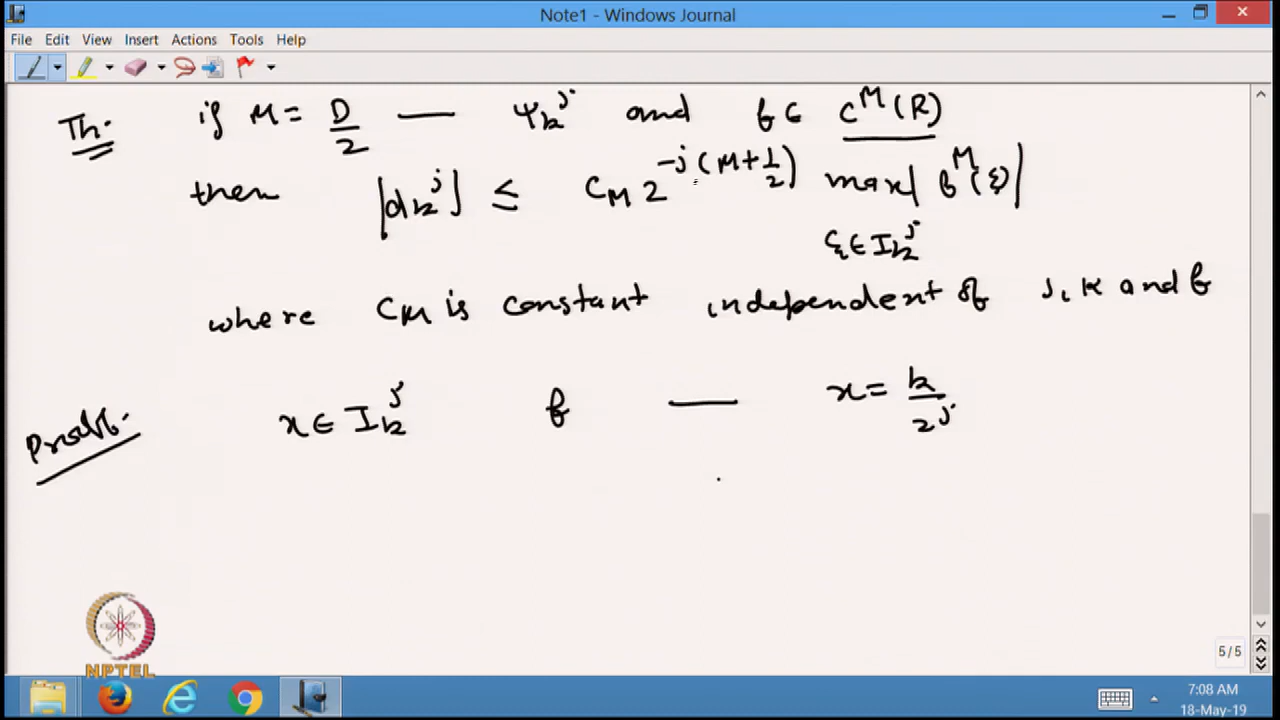 Note1 - Windows Journal
File Edit View Insert Actions Tools Help
Th: if M = D/2 — ψ_k^j and f ∈ C^M(R)
then |d_k^j| ≤ C_M 2^{-j(M+1/2)} max |f^M(ξ)|
ξ ∈ I_k^j
where C_M is constant independent of j, k and f
Proof: x ∈ I_k^j f — x = k/2^j
5/5
NPTEL
7:08 AM
18-May-19